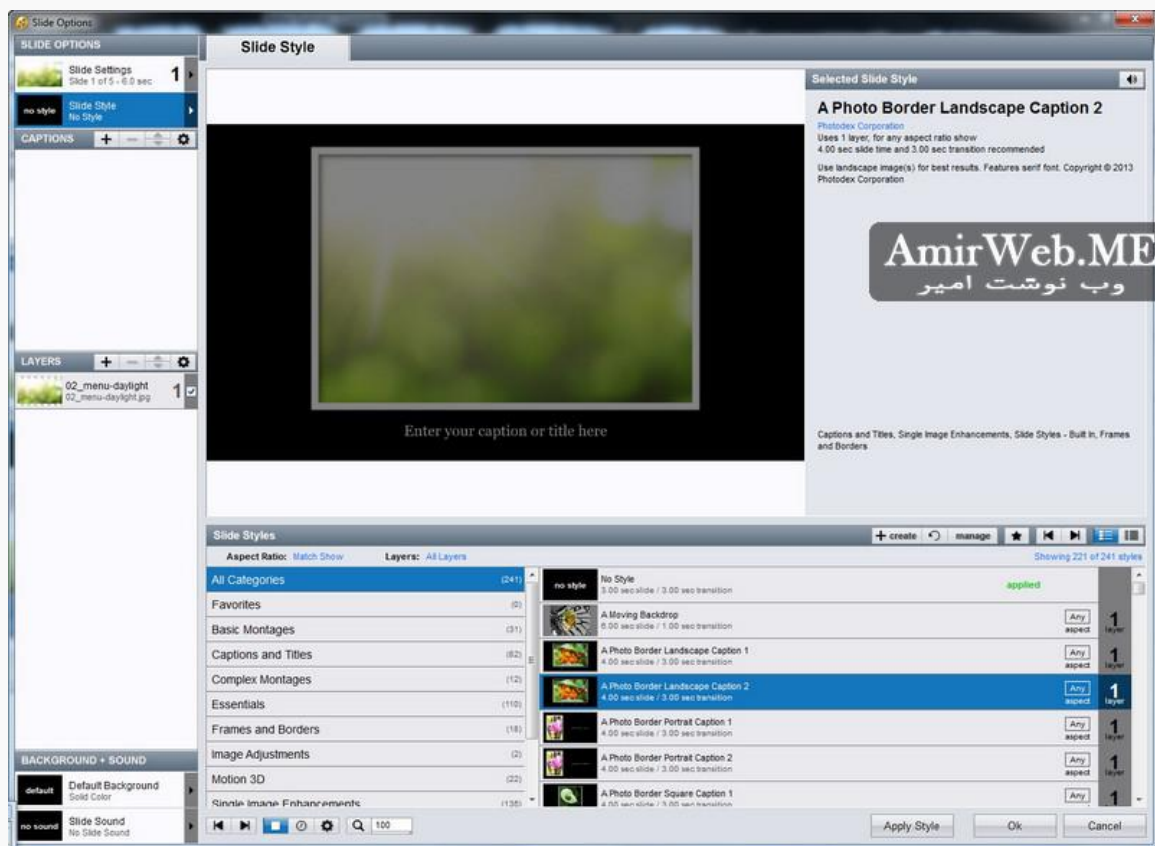 Slide Options
SLIDE OPTIONS
Slide Settings
Slide 1 of 5 - 6.0 sec
1
no style
Slide Style
No Style
CAPTIONS
LAYERS
02_menu-daylight
02_menu-daylight.jpg
1
BACKGROUND + SOUND
default
Default Background
Solid Color
no sound
Slide Sound
No Slide Sound
Slide Style
Enter your caption or title here
Selected Slide Style
A Photo Border Landscape Caption 2
Photodex Corporation
Uses 1 layer, for any aspect ratio show
4.00 sec slide time and 3.00 sec transition recommended
Use landscape image(s) for best results. Features serif font. Copyright © 2013
Photodex Corporation
AmirWeb.ME
وب نوشت امیر
Captions and Titles, Single Image Enhancements, Slide Styles - Built In, Frames
and Borders
Slide Styles
create
manage
Aspect Ratio: Match Show
Layers: All Layers
Showing 221 of 241 styles
All Categories (241)
Favorites (0)
Basic Montages (31)
Captions and Titles (82)
Complex Montages (12)
Essentials (110)
Frames and Borders (18)
Image Adjustments (2)
Motion 3D (22)
Single Image Enhancements (136)
no style
No Style
3.00 sec slide / 3.00 sec transition
applied
A Moving Backdrop
6.00 sec slide / 1.00 sec transition
Any aspect
1 layer
A Photo Border Landscape Caption 1
4.00 sec slide / 3.00 sec transition
Any aspect
1 layer
A Photo Border Landscape Caption 2
4.00 sec slide / 3.00 sec transition
Any aspect
1 layer
A Photo Border Portrait Caption 1
4.00 sec slide / 3.00 sec transition
Any aspect
1 layer
A Photo Border Portrait Caption 2
4.00 sec slide / 3.00 sec transition
Any aspect
1 layer
A Photo Border Square Caption 1
4.00 sec slide / 3.00 sec transition
Any
1
100
Apply Style
Ok
Cancel